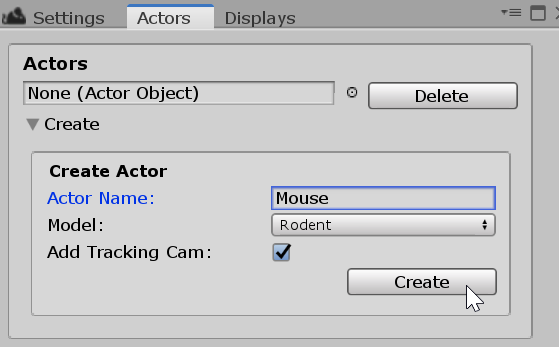 Settings Actors Displays
Actors
None (Actor Object) Delete
Create
Create Actor
Actor Name: Mouse
Model: Rodent
Add Tracking Cam:
Create